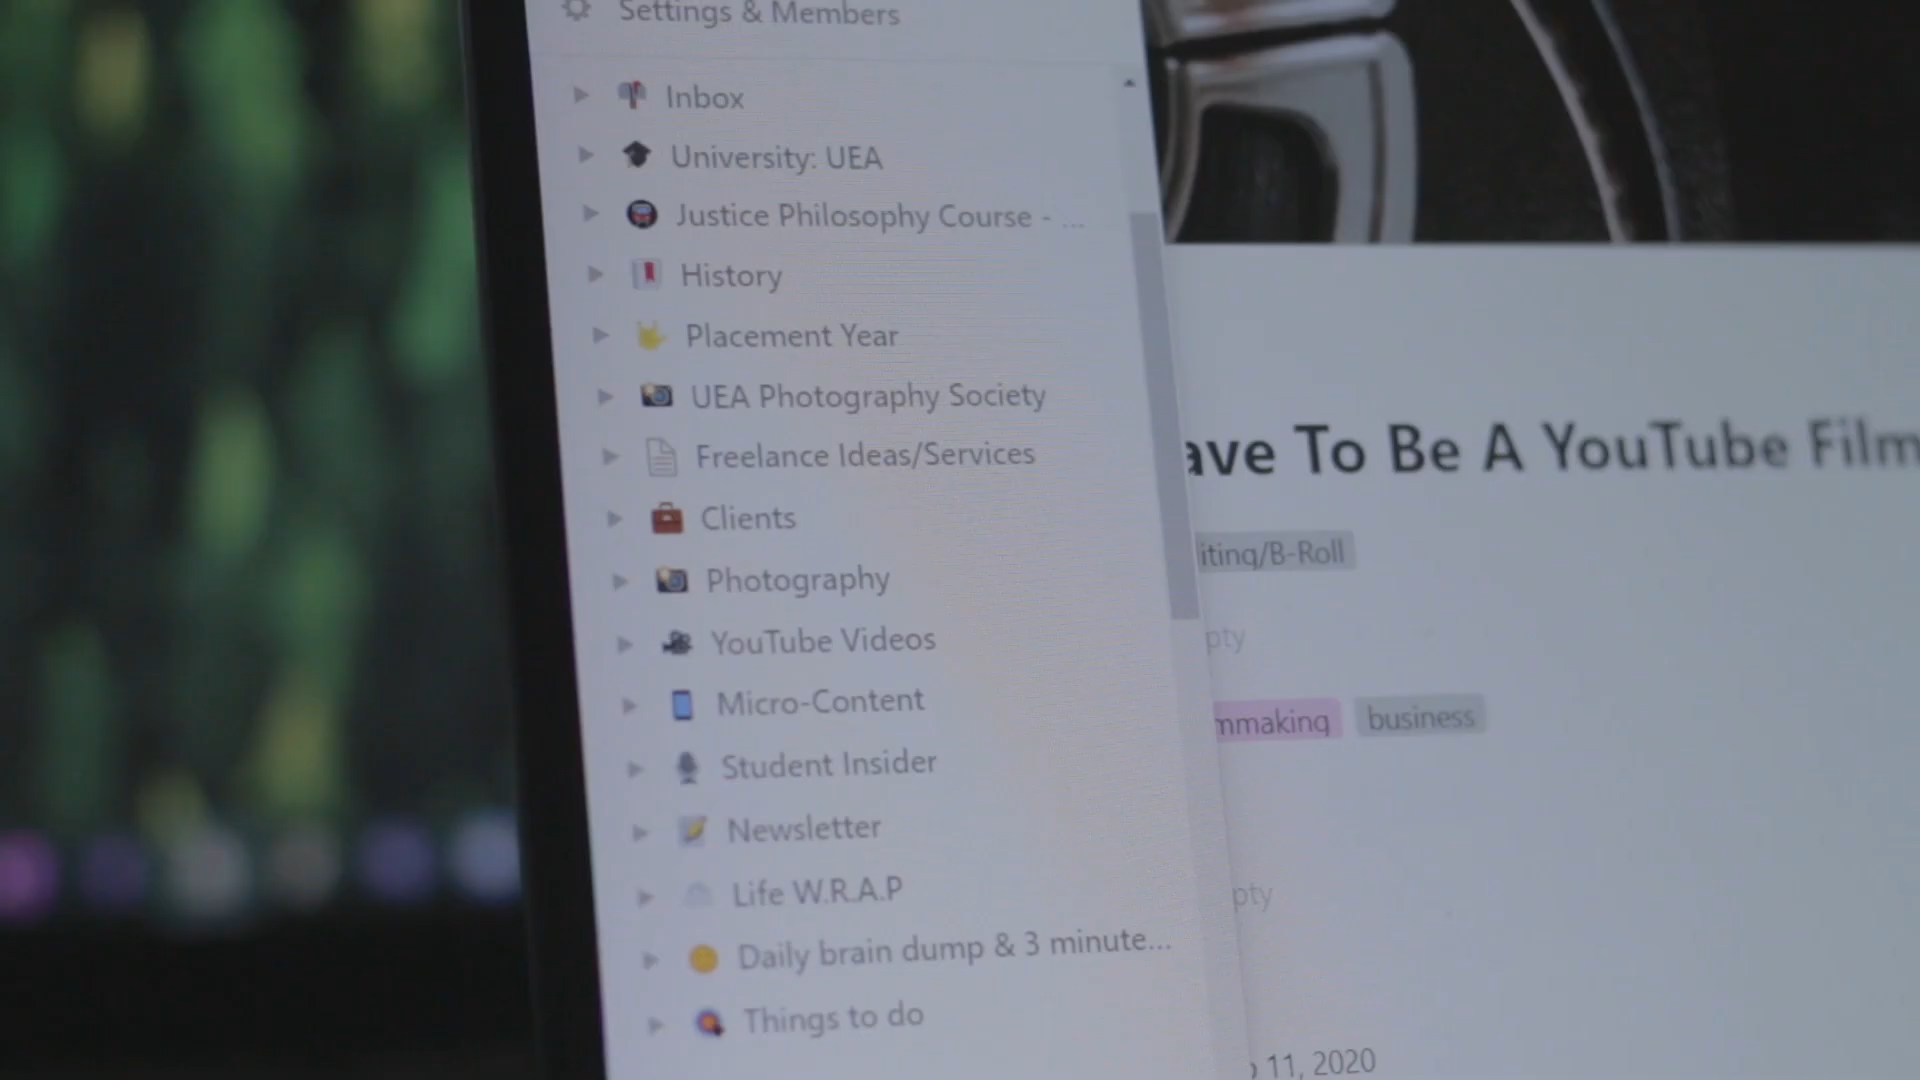 Settings & Members
Inbox
University: UEA
Justice Philosophy Course - ...
History
Placement Year
UEA Photography Society
Freelance Ideas/Services
Clients
Photography
YouTube Videos
Micro-Content
Student Insider
Newsletter
Life W.R.A.P
Daily brain dump & 3 minute...
Things to do
ave To Be A YouTube Film
iting/B-Roll
pty
mmaking business
pty
11, 2020